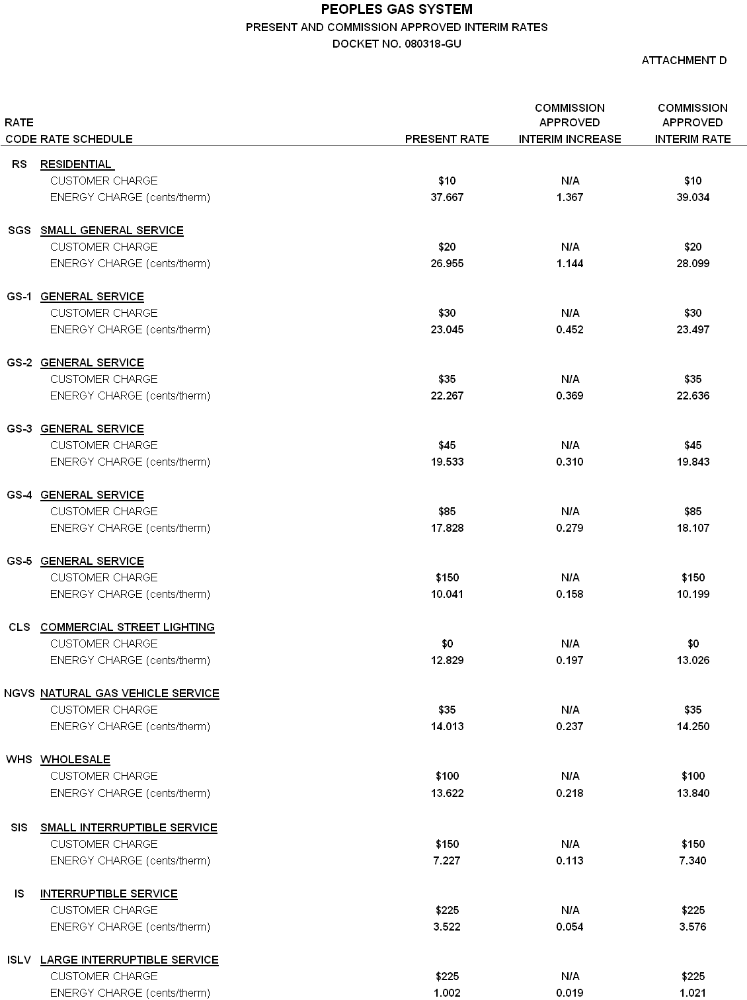 PEOPLES GAS SYSTEM
PRESENT AND COMMISSION APPROVED INTERIM RATES
DOCKET NO. 080318-GU
ATTACHMENT D
COMMISSION COMMISSION
RATE APPROVED APPROVED
CODE RATE SCHEDULE PRESENT RATE INTERIM INCREASE INTERIM RATE
RS RESIDENTIAL
CUSTOMER CHARGE $10 N/A $10
ENERGY CHARGE (cents/therm) 37.667 1.367 39.034
SGS SMALL GENERAL SERVICE
CUSTOMER CHARGE $20 N/A $20
ENERGY CHARGE (cents/therm) 26.955 1.144 28.099
GS-1 GENERAL SERVICE
CUSTOMER CHARGE $30 N/A $30
ENERGY CHARGE (cents/therm) 23.045 0.452 23.497
GS-2 GENERAL SERVICE
CUSTOMER CHARGE $35 N/A $35
ENERGY CHARGE (cents/therm) 22.267 0.369 22.636
GS-3 GENERAL SERVICE
CUSTOMER CHARGE $45 N/A $45
ENERGY CHARGE (cents/therm) 19.533 0.310 19.843
GS-4 GENERAL SERVICE
CUSTOMER CHARGE $85 N/A $85
ENERGY CHARGE (cents/therm) 17.828 0.279 18.107
GS-5 GENERAL SERVICE
CUSTOMER CHARGE $150 N/A $150
ENERGY CHARGE (cents/therm) 10.041 0.158 10.199
CLS COMMERCIAL STREET LIGHTING
CUSTOMER CHARGE $0 N/A $0
ENERGY CHARGE (cents/therm) 12.829 0.197 13.026
NGVS NATURAL GAS VEHICLE SERVICE
CUSTOMER CHARGE $35 N/A $35
ENERGY CHARGE (cents/therm) 14.013 0.237 14.250
WHS WHOLESALE
CUSTOMER CHARGE $100 N/A $100
ENERGY CHARGE (cents/therm) 13.622 0.218 13.840
SIS SMALL INTERRUPTIBLE SERVICE
CUSTOMER CHARGE $150 N/A $150
ENERGY CHARGE (cents/therm) 7.227 0.113 7.340
IS INTERRUPTIBLE SERVICE
CUSTOMER CHARGE $225 N/A $225
ENERGY CHARGE (cents/therm) 3.522 0.054 3.576
ISLV LARGE INTERRUPTIBLE SERVICE
CUSTOMER CHARGE $225 N/A $225
ENERGY CHARGE (cents/therm) 1.002 0.019 1.021